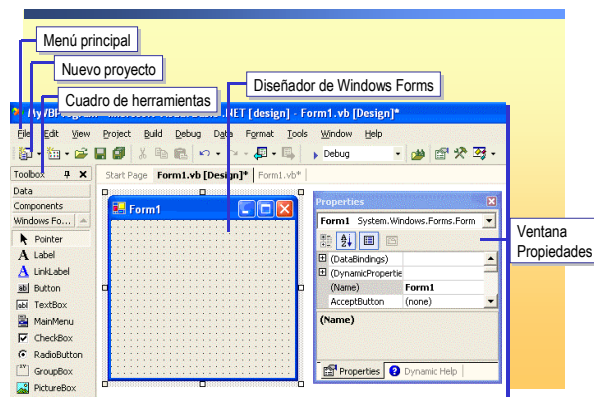 Menú principal
Nuevo proyecto
Cuadro de herramientas
Diseñador de Windows Forms
.NET [design] - Form1.vb [Design]*
File Edit View Project Build Debug Data Format Tools Window Help
Debug
Toolbox
Start Page Form1.vb [Design]* Form1.vb*
Data
Components
Windows Fo...
Pointer
Label
LinkLabel
Button
TextBox
MainMenu
CheckBox
RadioButton
GroupBox
PictureBox
Form1
Properties
Form1 System.Windows.Forms.Form
(DataBindings)
(DynamicPropertie
(Name) Form1
AcceptButton (none)
(Name)
Properties Dynamic Help
Ventana
Propiedades